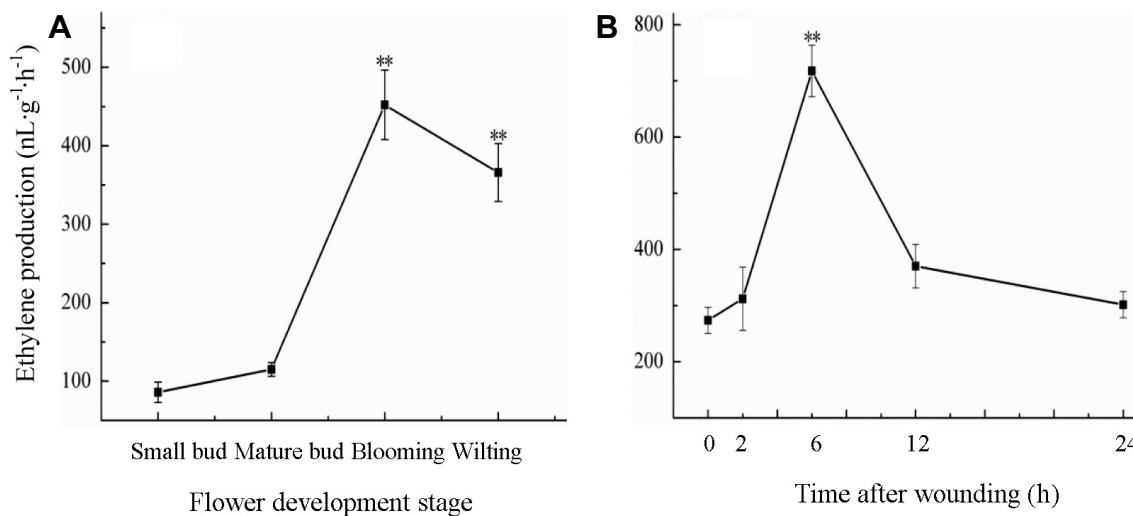 A
Ethylene production (nL·g⁻¹·h⁻¹)
500
400
300
200
100
**
**
Small bud Mature bud Blooming Wilting
Flower development stage
B
800
600
400
200
**
0 2 6 12 24
Time after wounding (h)